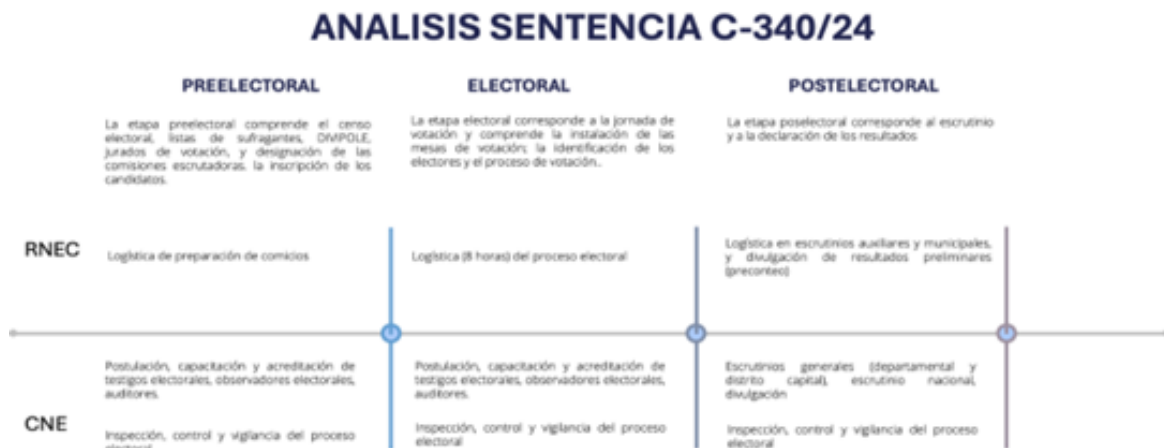 ANALISIS SENTENCIA C-340/24
PREELECTORAL
La etapa preelectoral comprende el censo
electoral, listas de sufragantes, DIVIPOLE,
jurados de votación, y designación de las
comisiones escrutadoras. la inscripción de los
candidatos.
ELECTORAL
La etapa electoral corresponde a la jornada de
votación y comprende la instalación de las
mesas de votación; la identificación de los
electores y el proceso de votación..
POSTELECTORAL
La etapa poselectoral corresponde al escrutinio
y a la declaración de los resultados
RNEC
Logística de preparación de comicios
Logística (8 horas) del proceso electoral
Logística en escrutinios auxiliares y municipales,
y divulgación de resultados preliminares
(preconteo)
CNE
Postulación, capacitación y acreditación de
testigos electorales, observadores electorales,
auditores.
Inspección, control y vigilancia del proceso
electoral
Postulación, capacitación y acreditación de
testigos electorales, observadores electorales,
auditores.
Inspección, control y vigilancia del proceso
electoral
Escrutinios generales (departamental y
distrito capital), escrutinio nacional,
divulgación
Inspección, control y vigilancia del proceso
electoral